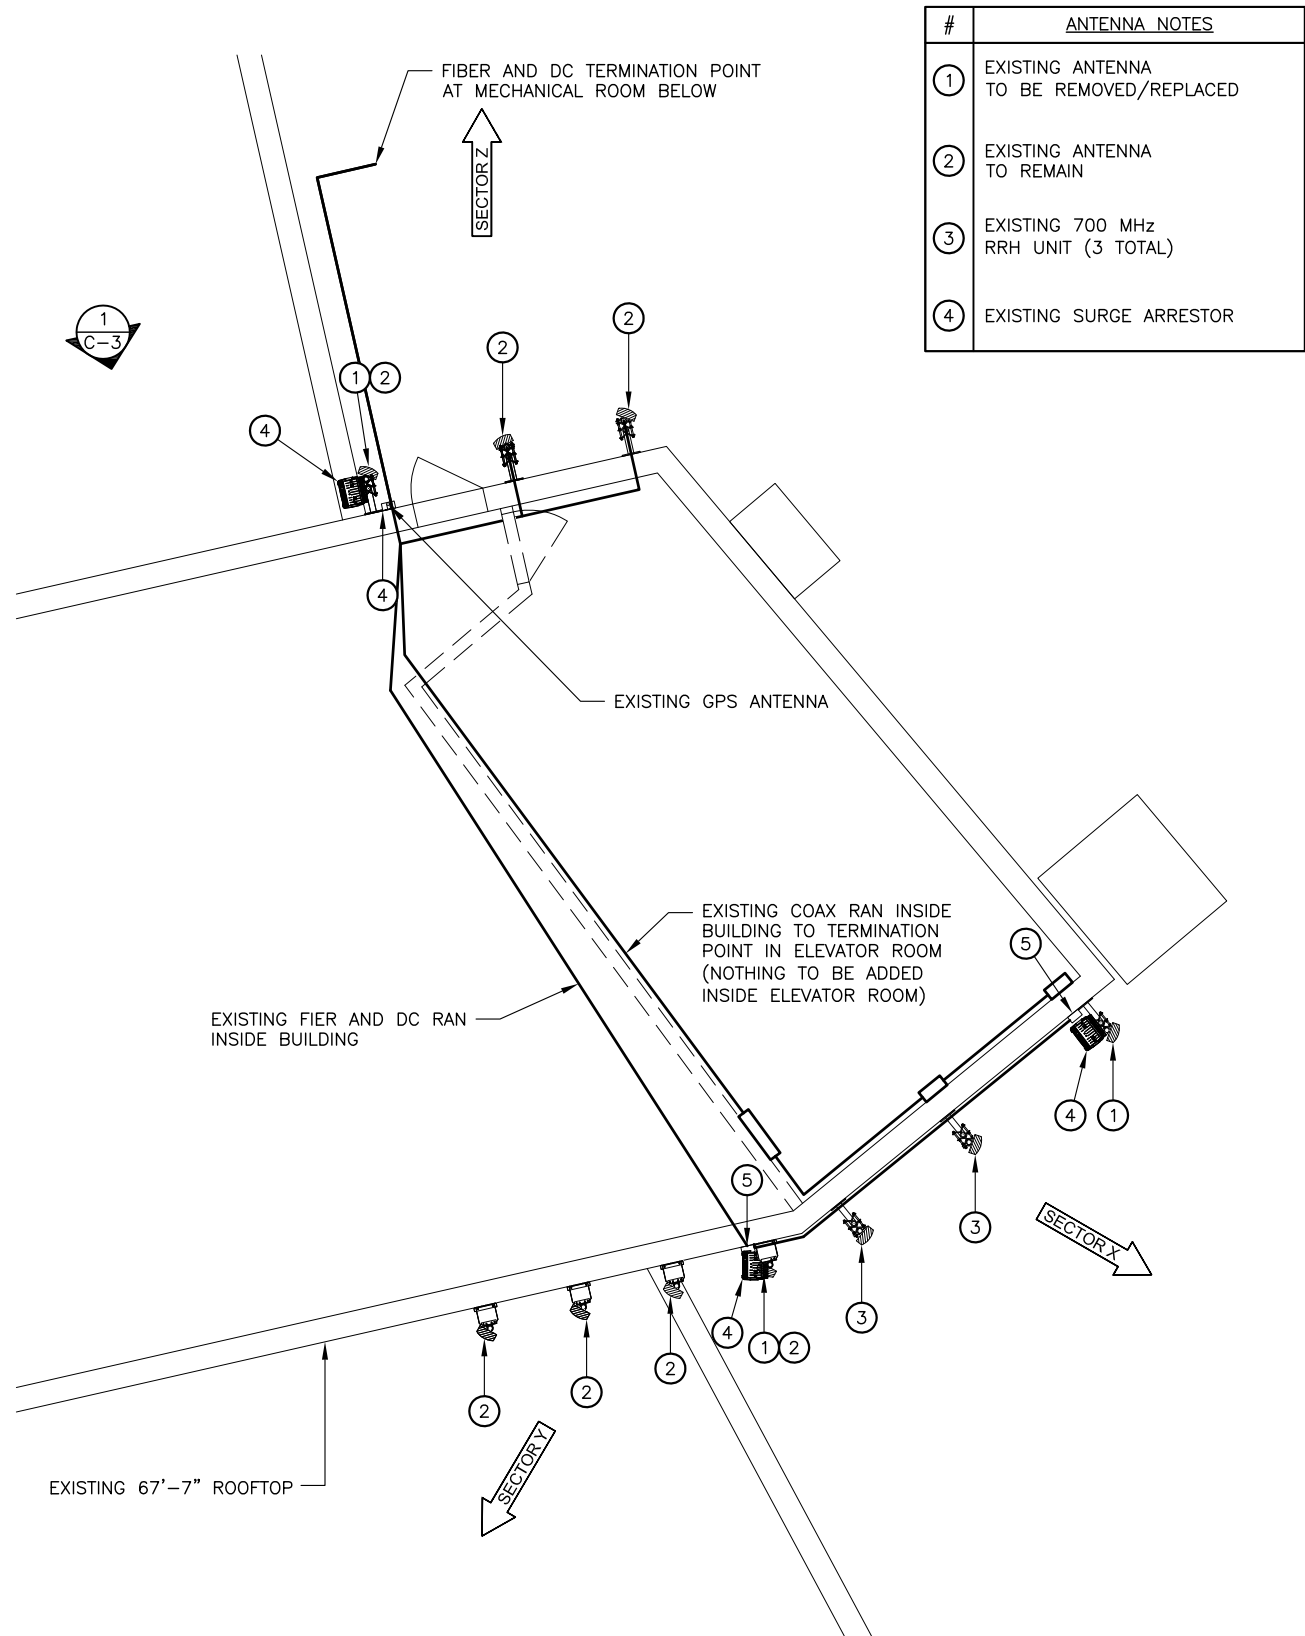 # ANTENNA NOTES
1 EXISTING ANTENNA
TO BE REMOVED/REPLACED
2 EXISTING ANTENNA
TO REMAIN
3 EXISTING 700 MHz
RRH UNIT (3 TOTAL)
4 EXISTING SURGE ARRESTOR
FIBER AND DC TERMINATION POINT
AT MECHANICAL ROOM BELOW
SECTOR Z
1
C-3
2
2
1 2
4
4
EXISTING GPS ANTENNA
EXISTING COAX RAN INSIDE
BUILDING TO TERMINATION
POINT IN ELEVATOR ROOM
(NOTHING TO BE ADDED
INSIDE ELEVATOR ROOM)
5
EXISTING FIER AND DC RAN
INSIDE BUILDING
4 1
5
3
SECTOR X
3
4
1 2
2
2
2
SECTOR Y
EXISTING 67'-7" ROOFTOP